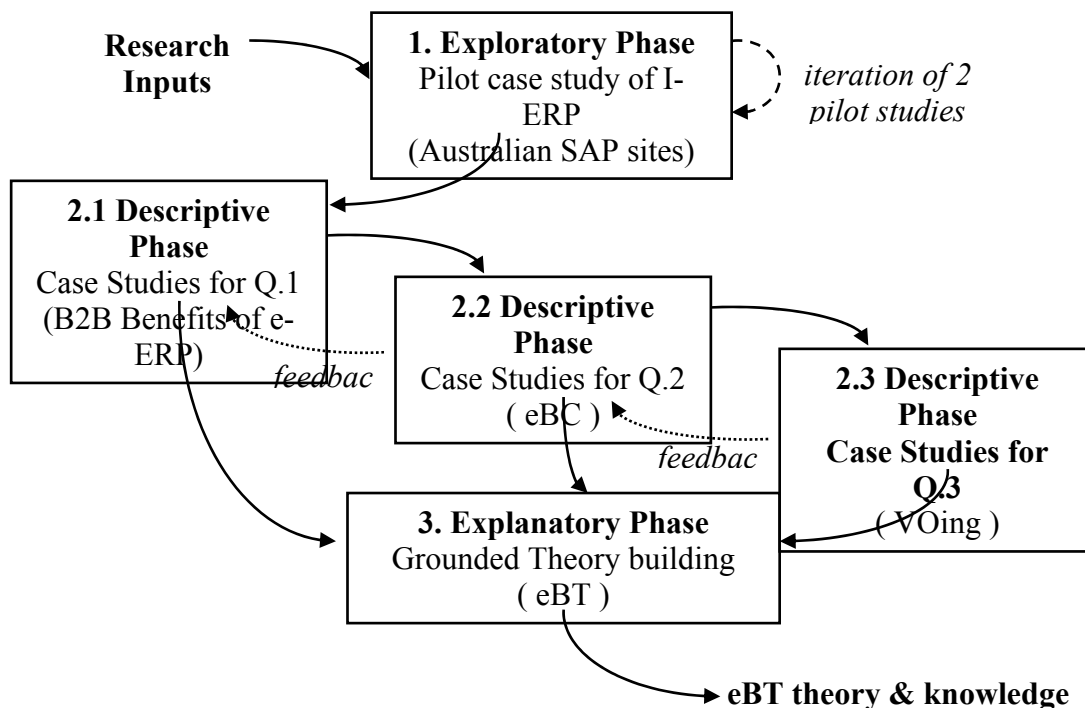 Research
Inputs
1. Exploratory Phase
Pilot case study of I-
ERP
(Australian SAP sites)
iteration of 2
pilot studies
2.1 Descriptive
Phase
Case Studies for Q.1
(B2B Benefits of e-
ERP)
feedbac
2.2 Descriptive
Phase
Case Studies for Q.2
( eBC )
feedbac
2.3 Descriptive
Phase
Case Studies for
Q.3
( VOing )
3. Explanatory Phase
Grounded Theory building
( eBT )
eBT theory & knowledge